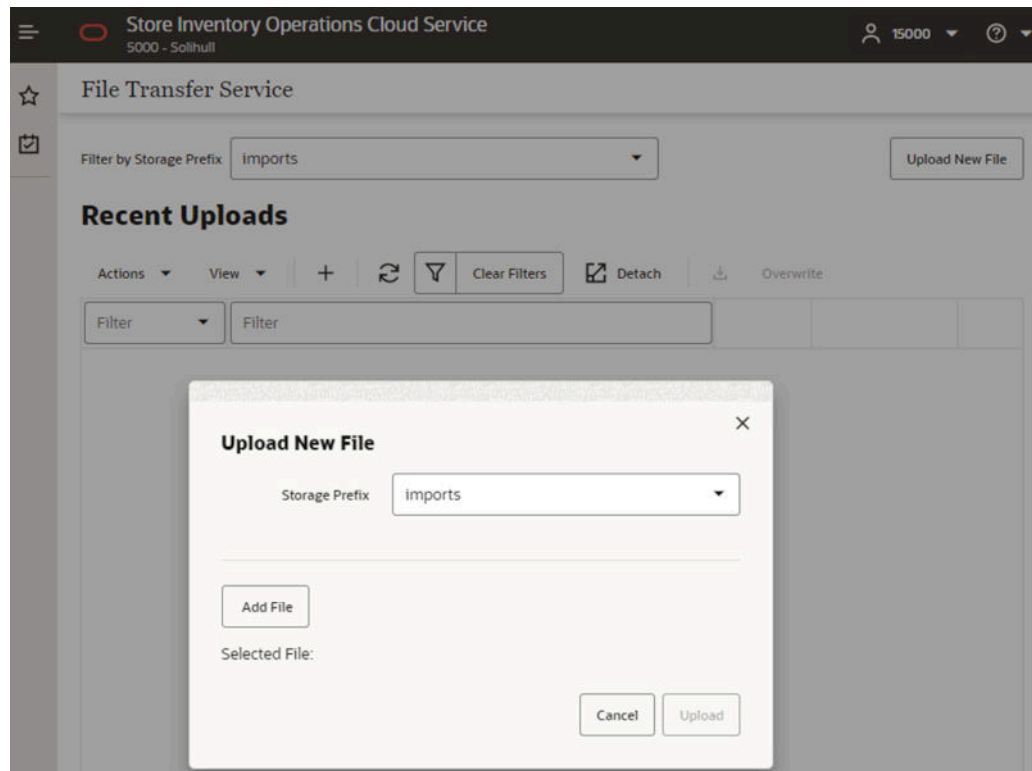 Store Inventory Operations Cloud Service
5000 - Solihull
15000
File Transfer Service
Filter by Storage Prefix imports
Upload New File
Recent Uploads
Actions View Clear Filters Detach Overwrite
Filter Filter
Upload New File
Storage Prefix imports
Add File
Selected File:
Cancel Upload